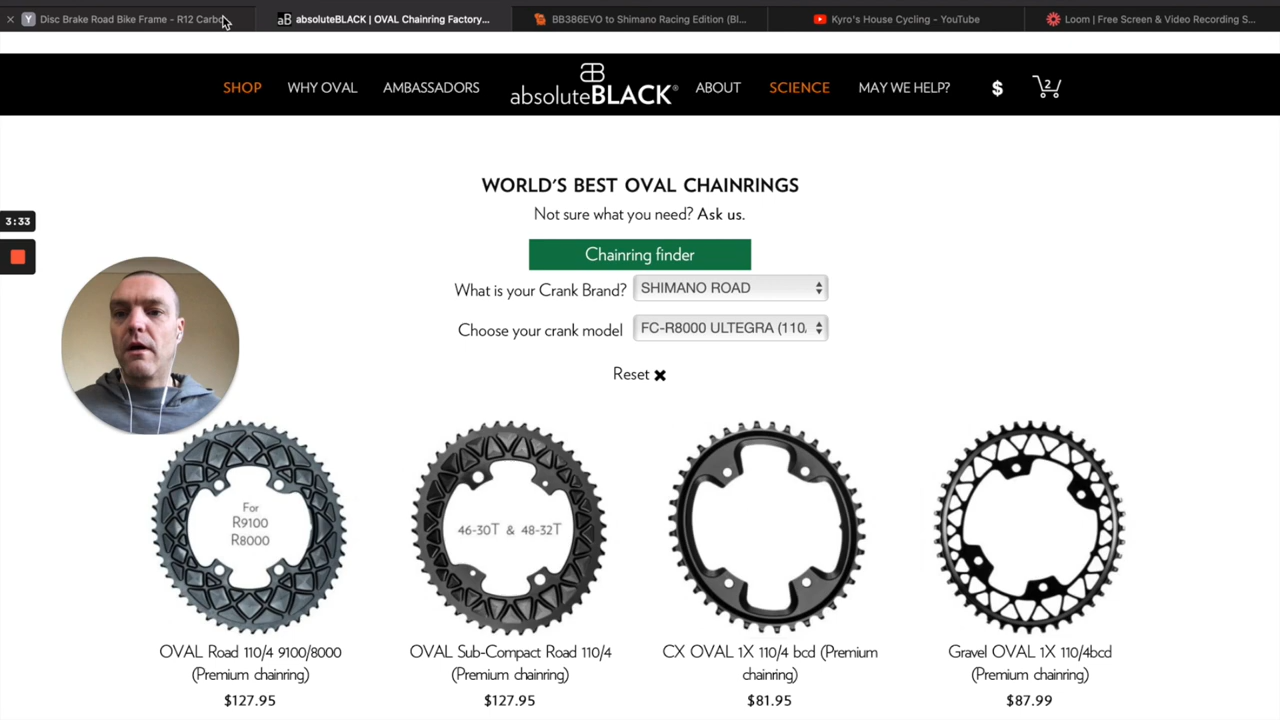 Disc Brake Road Bike Frame - R12 Carbo
absoluteBLACK | OVAL Chainring Factory...
BB386EVO to Shimano Racing Edition (Bl...
Kyro's House Cycling - YouTube
Loom | Free Screen & Video Recording S...
SHOP
WHY OVAL
AMBASSADORS
absoluteBLACK®
ABOUT
SCIENCE
MAY WE HELP?
$
2
WORLD'S BEST OVAL CHAINRINGS
Not sure what you need? Ask us.
3:33
Chainring finder
What is your Crank Brand? SHIMANO ROAD
Choose your crank model FC-R8000 ULTEGRA (110,
Reset
For
R9100
R8000
46-30T & 48-32T
OVAL Road 110/4 9100/8000
(Premium chainring)
$127.95
OVAL Sub-Compact Road 110/4
(Premium chainring)
$127.95
CX OVAL 1X 110/4 bcd (Premium
chainring)
$81.95
Gravel OVAL 1X 110/4bcd
(Premium chainring)
$87.99